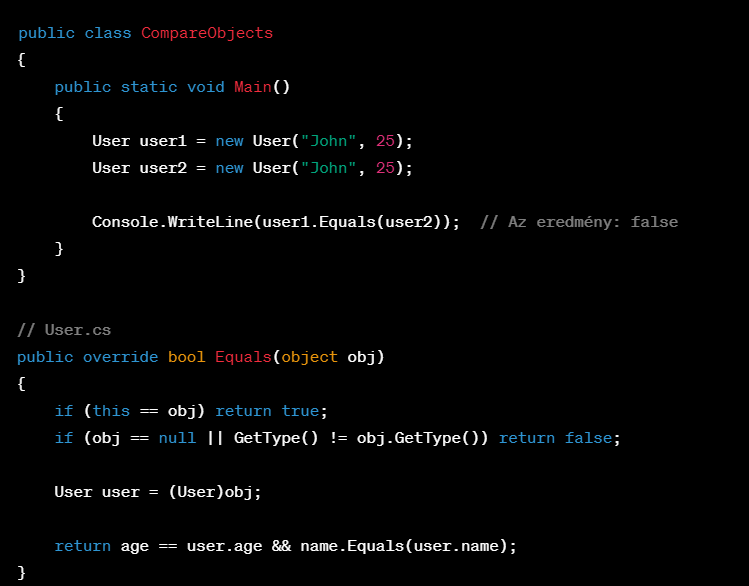 public class CompareObjects
{
    public static void Main()
    {
        User user1 = new User("John", 25);
        User user2 = new User("John", 25);
        Console.WriteLine(user1.Equals(user2));  // Az eredmény: false
    }
}
// User.cs
public override bool Equals(object obj)
{
    if (this == obj) return true;
    if (obj == null || GetType() != obj.GetType()) return false;
    User user = (User)obj;
    return age == user.age && name.Equals(user.name);
}